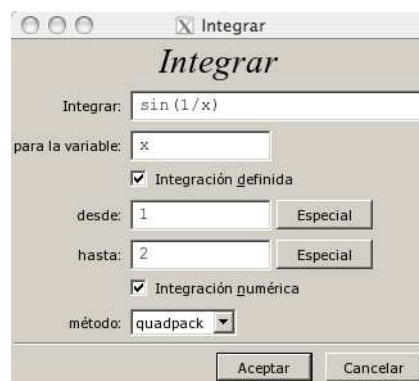 Integrar
Integrar
Integrar: sin(1/x)
para la variable: x
Integración definida
desde: 1 Especial
hasta: 2 Especial
Integración numérica
método: quadpack
Aceptar Cancelar